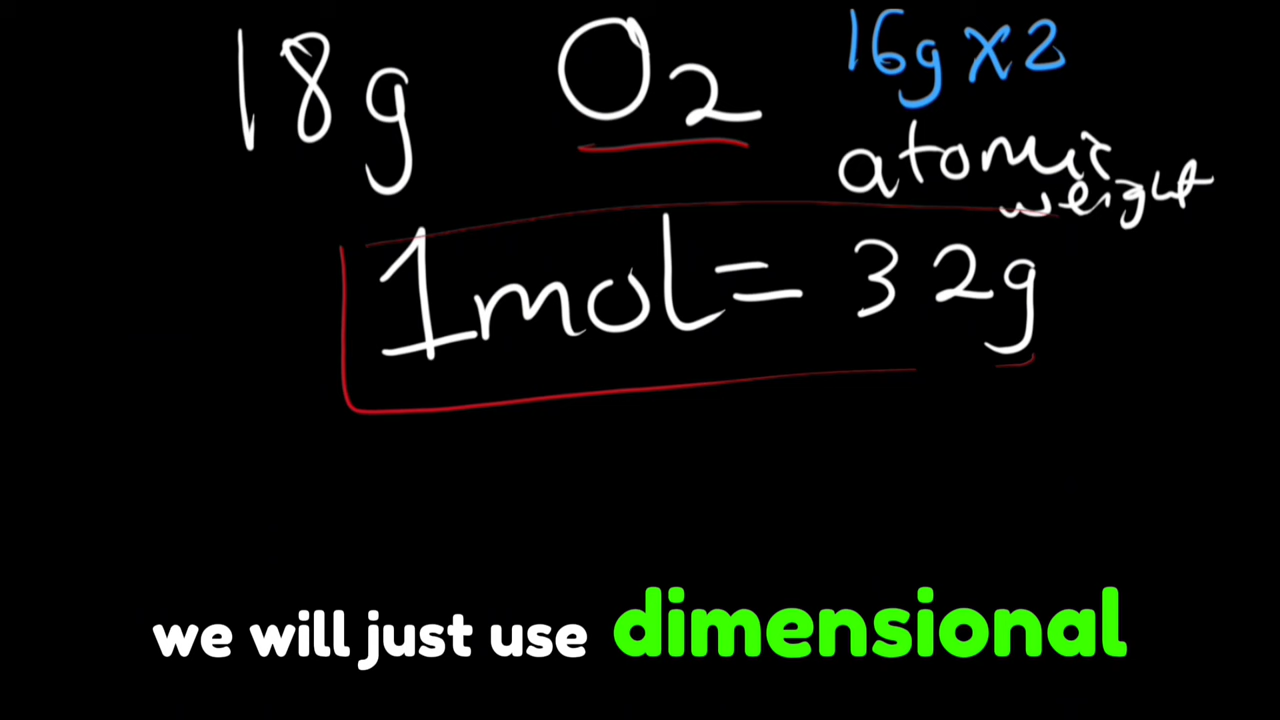 18g O2 16g x2
atomic
weight
1mol = 32g
we will just use dimensional